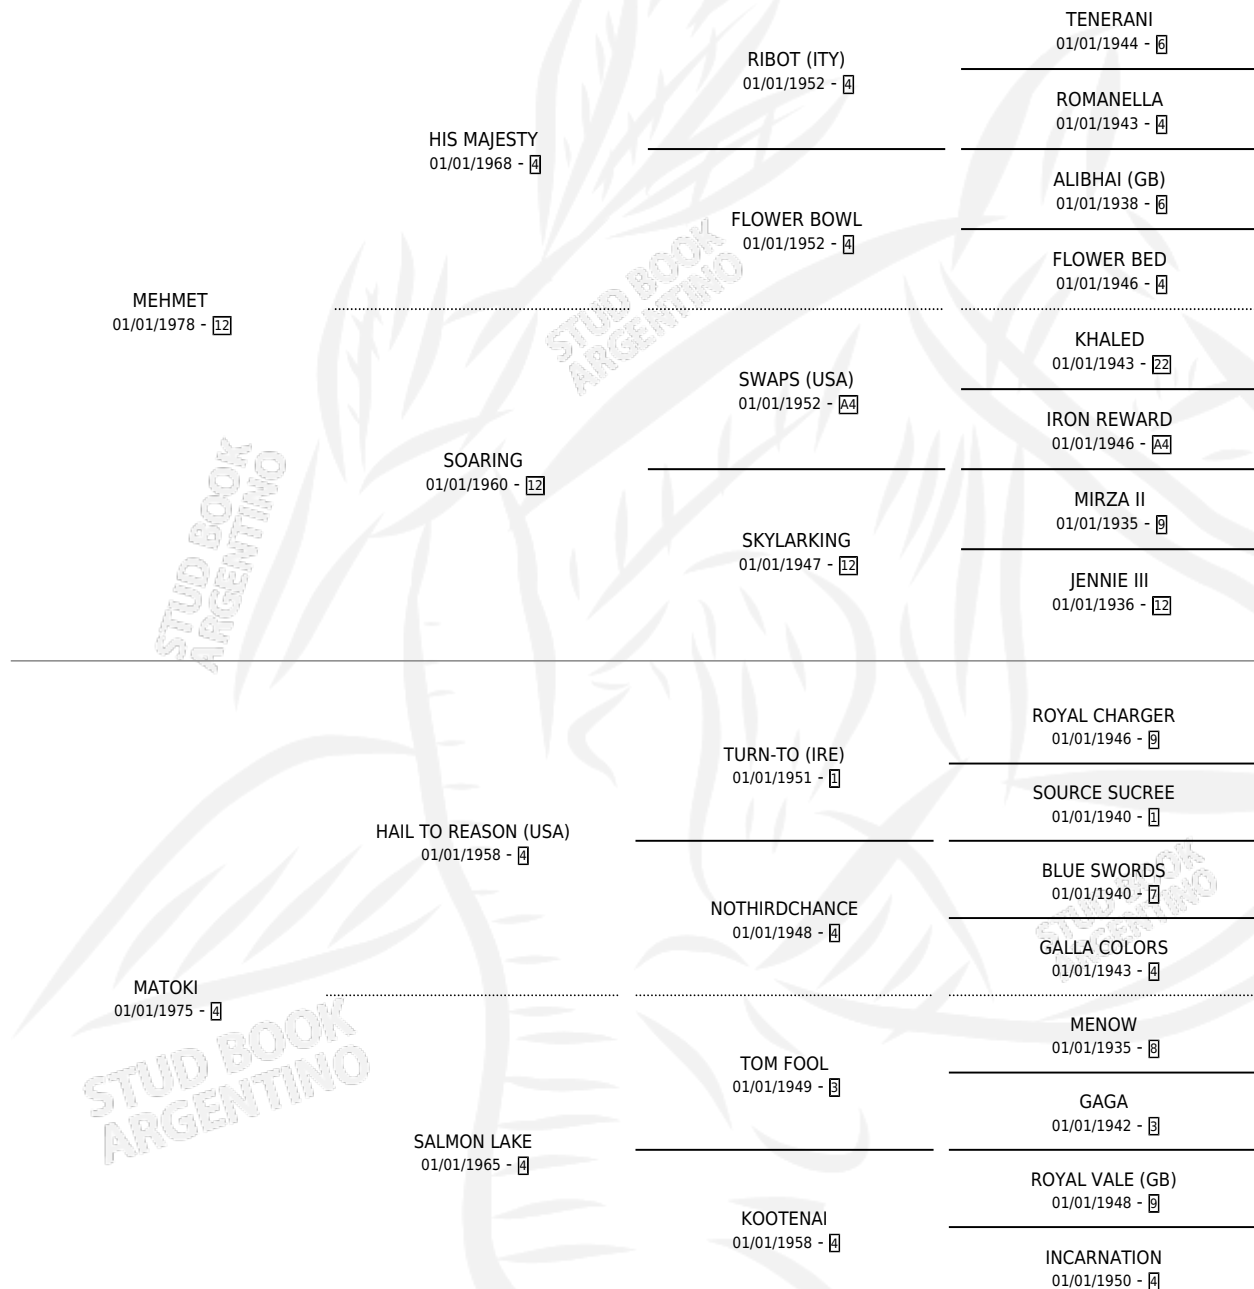 TENERANI
01/01/1944 - 6
RIBOT (ITY)
01/01/1952 - 4
ROMANELLA
01/01/1943 - 4
HIS MAJESTY
01/01/1968 - 4
ALIBHAI (GB)
01/01/1938 - 6
FLOWER BOWL
01/01/1952 - 4
FLOWER BED
01/01/1946 - 4
MEHMET
01/01/1978 - 12
KHALED
01/01/1943 - 22
SWAPS (USA)
01/01/1952 - A4
IRON REWARD
01/01/1946 - A4
SOARING
01/01/1960 - 12
MIRZA II
01/01/1935 - 9
SKYLARKING
01/01/1947 - 12
JENNIE III
01/01/1936 - 12
STUD BOOK
ARGENTINO
STUD BOOK
ARGENTINO
ROYAL CHARGER
01/01/1946 - 9
TURN-TO (IRE)
01/01/1951 - 1
SOURCE SUCREE
01/01/1940 - 1
HAIL TO REASON (USA)
01/01/1958 - 4
BLUE SWORDS
01/01/1940 - 7
NOTHIRDCHANCE
01/01/1948 - 4
GALLA COLORS
01/01/1943 - 4
MATOKI
01/01/1975 - 4
MENOW
01/01/1935 - 8
TOM FOOL
01/01/1949 - 3
GAGA
01/01/1942 - 3
SALMON LAKE
01/01/1965 - 4
ROYAL VALE (GB)
01/01/1948 - 9
KOOTENAI
01/01/1958 - 4
INCARNATION
01/01/1950 - 4
STUD BOOK
ARGENTINO
STUD BOOK
ARGENTINO